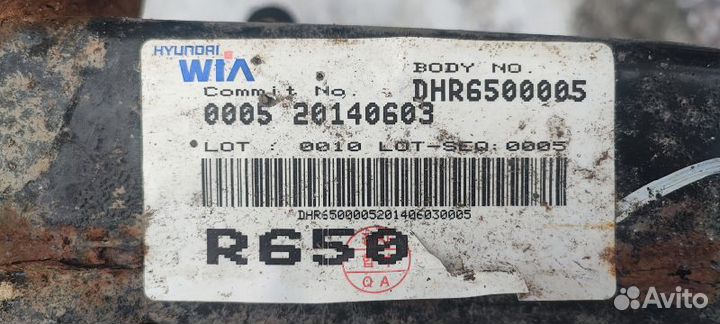 HYUNDAI
WIA
BODY NO.
Commit No. DHR6500005
0005 20140603
LOT : 0010 LOT-SEQ:0005
DHR6500005201406030005
R650
QA
Avito